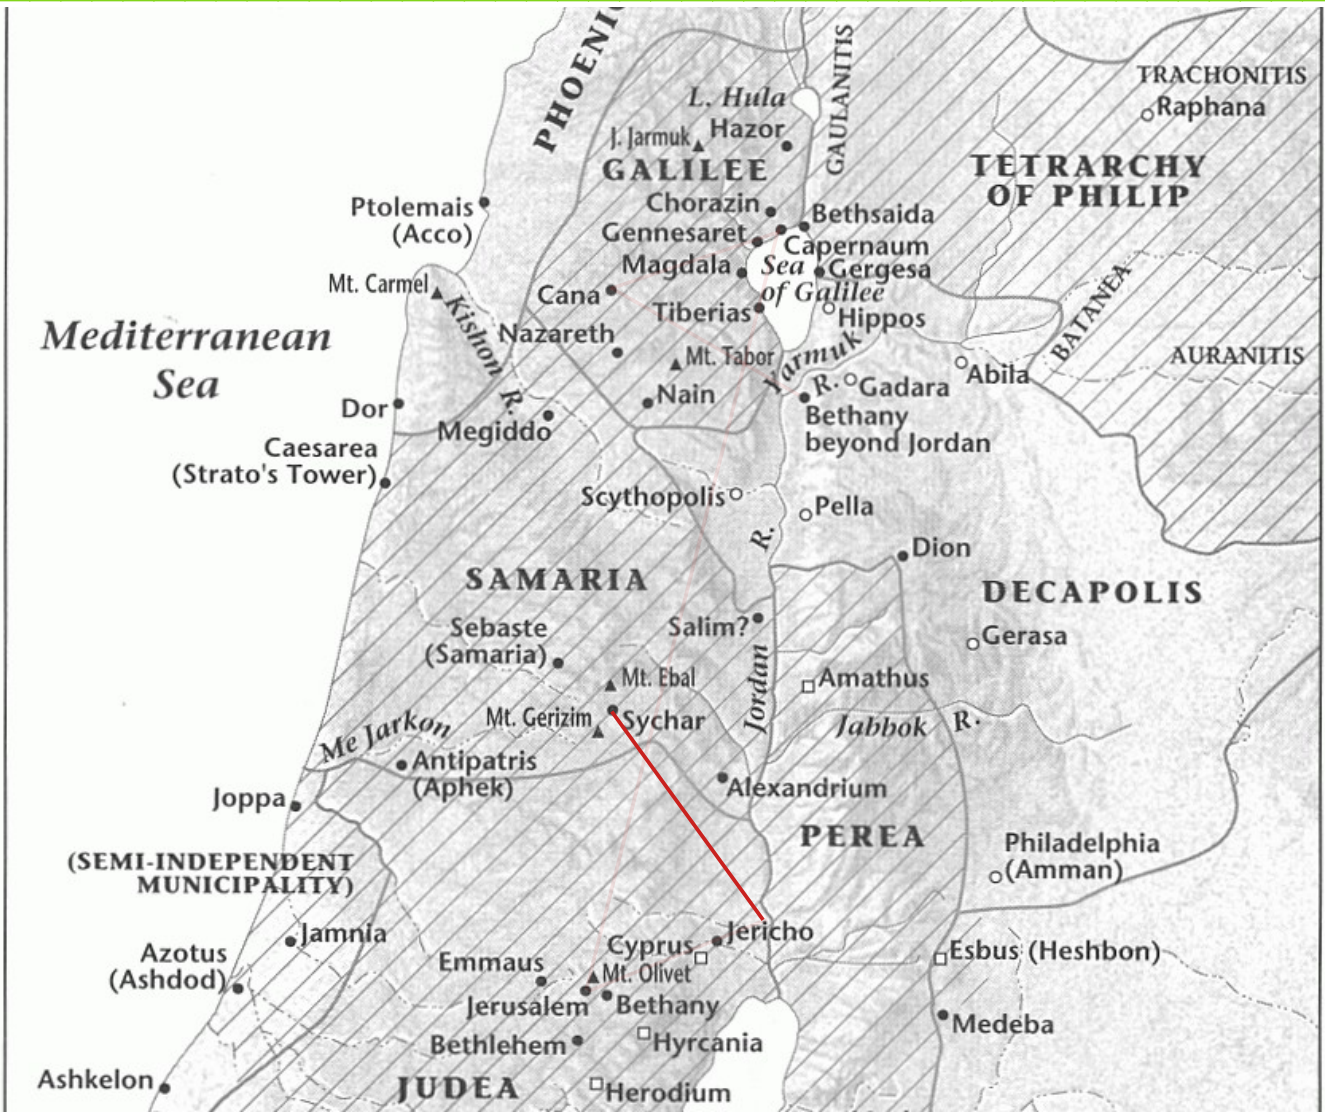 PHOENIC
GAULANITIS
TRACHONITIS
Raphana
L. Hula
J. Jarmuk
Hazor
GALILEE
TETRARCHY
OF PHILIP
Chorazin
Ptolemais
(Acco)
Bethsaida
Gennesaret
Capernaum
Magdala
Sea
of Galilee
Gergesa
Mt. Carmel
Cana
Kishon R.
Tiberias
Hippos
BATANEA
Mediterranean
Sea
Nazareth
Mt. Tabor
Yarmuk R.
AURANITIS
Abila
Gadara
Nain
Dor
Megiddo
Bethany
beyond Jordan
Caesarea
(Strato's Tower)
Scythopolis
Pella
Jordan R.
Dion
SAMARIA
DECAPOLIS
Sebaste
(Samaria)
Salim?
Gerasa
Mt. Ebal
Amathus
Mt. Gerizim
Sychar
Jabbok R.
Me Jarkon
Antipatris
(Aphek)
Alexandrium
Joppa
PEREA
(SEMI-INDEPENDENT
MUNICIPALITY)
Philadelphia
(Amman)
Jamnia
Jericho
Cyprus
Azotus
(Ashdod)
Emmaus
Mt. Olivet
Esbus (Heshbon)
Jerusalem
Bethany
Medeba
Bethlehem
Hyrcania
Ashkelon
JUDEA
Herodium